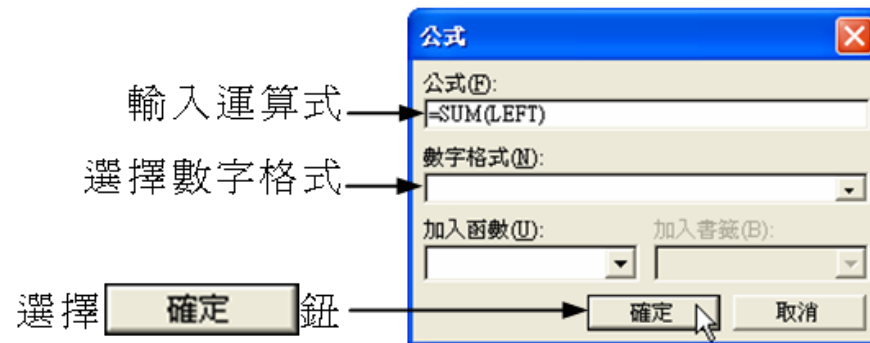 公式
公式(F):
輸入運算式
=SUM(LEFT)
數字格式(N):
選擇數字格式
加入函數(U): 加入書籤(B):
選擇 確定 鈕
確定 取消